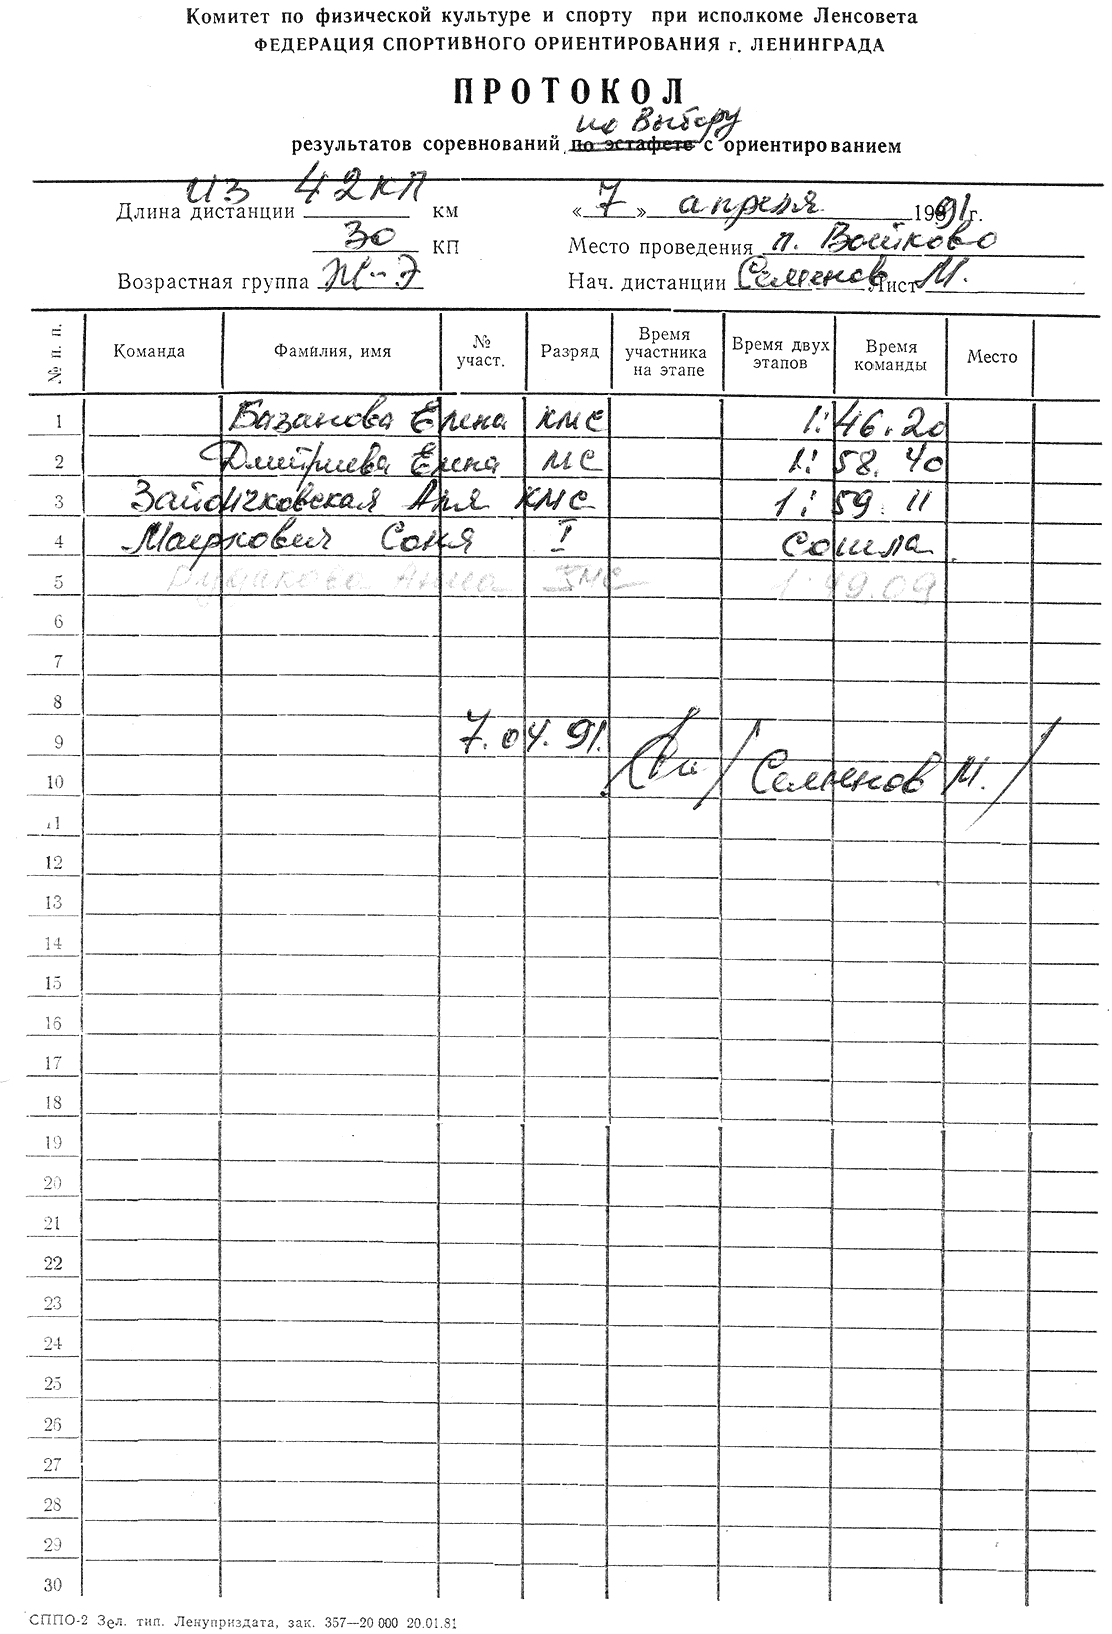 Комитет по физической культуре и спорту при исполкоме Ленсовета
ФЕДЕРАЦИЯ СПОРТИВНОГО ОРИЕНТИРОВАНИЯ г. ЛЕНИНГРАДА
ПРОТОКОЛ
по выбору
результатов соревнований по эстафете с ориентированием
Длина дистанции из 42 КП км «7» апреля 1991 г.
30 КП Место проведения п. Войково
Возрастная группа Ж-Э Нач. дистанции Семенов Лист М.
№ п. п. Команда Фамилия, имя № участ. Разряд Время участника на этапе Время двух этапов Время команды Место
1 Базанова Елена КМС 1:46.20
2 Дмитриева Елена МС 1:58.40
3 Зайончковская Аня КМС 1:59.11
4 Маркович Соня I Сошла.
5 Рудакова Анна КМС 1:49.09
6
7
8
9 7.04.91.
10 / Семенов М. /
11
12
13
14
15
16
17
18
19
20
21
22
23
24
25
26
27
28
29
30
СППО-2 Зел. тип. Ленуприздата, зак. 357—20 000 20.01.81